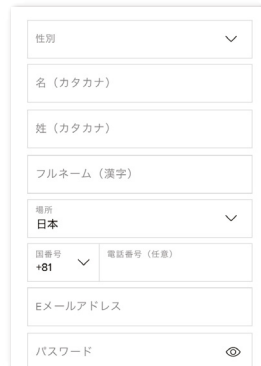 性別
名（カタカナ）
姓（カタカナ）
フルネーム（漢字）
場所
日本
国番号 電話番号（任意）
+81
Eメールアドレス
パスワード